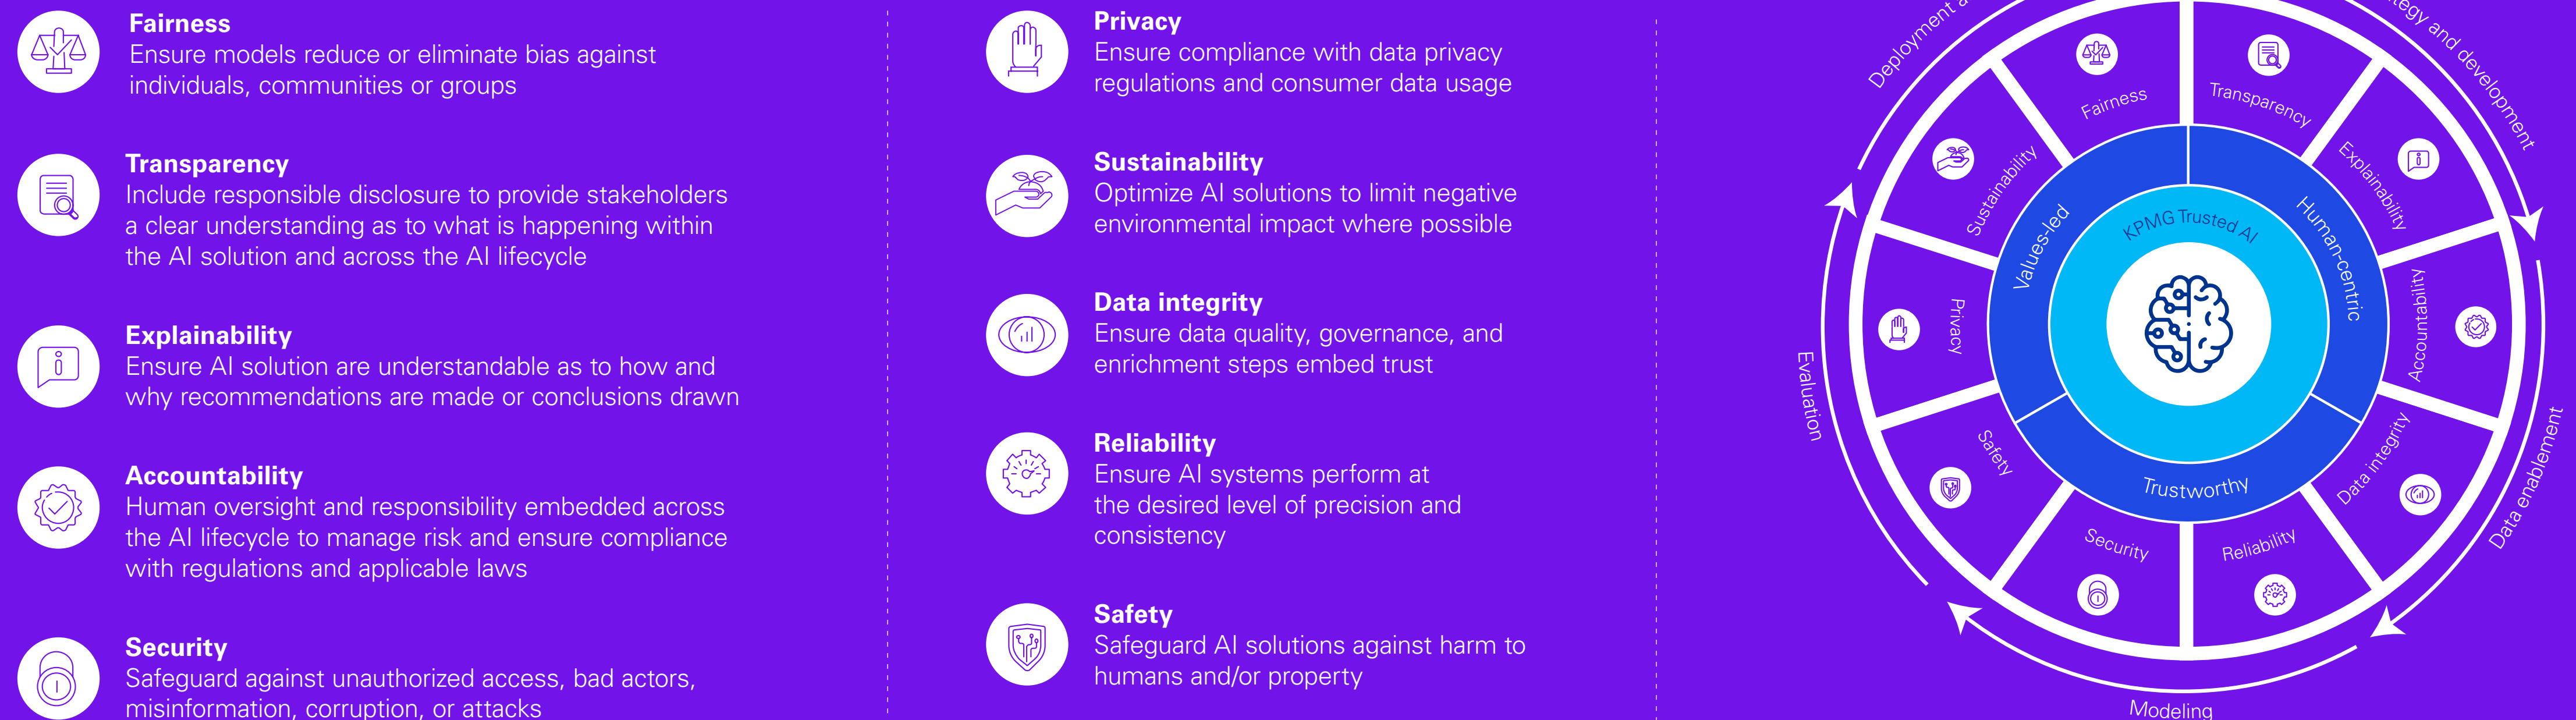 Fairness
Ensure models reduce or eliminate bias against
individuals, communities or groups
Transparency
Include responsible disclosure to provide stakeholders
a clear understanding as to what is happening within
the AI solution and across the AI lifecycle
Explainability
Ensure AI solution are understandable as to how and
why recommendations are made or conclusions drawn
Accountability
Human oversight and responsibility embedded across
the AI lifecycle to manage risk and ensure compliance
with regulations and applicable laws
Security
Safeguard against unauthorized access, bad actors,
misinformation, corruption, or attacks
Privacy
Ensure compliance with data privacy
regulations and consumer data usage
Sustainability
Optimize AI solutions to limit negative
environmental impact where possible
Data integrity
Ensure data quality, governance, and
enrichment steps embed trust
Reliability
Ensure AI systems perform at
the desired level of precision and
consistency
Safety
Safeguard AI solutions against harm to
humans and/or property
Deployment
and development
Data enablement
Modeling
Evaluation
Fairness
Transparency
Explainability
Accountability
Data integrity
Reliability
Security
Safety
Privacy
Sustainability
Values-led
Human-centric
Trustworthy
KPMG Trusted AI